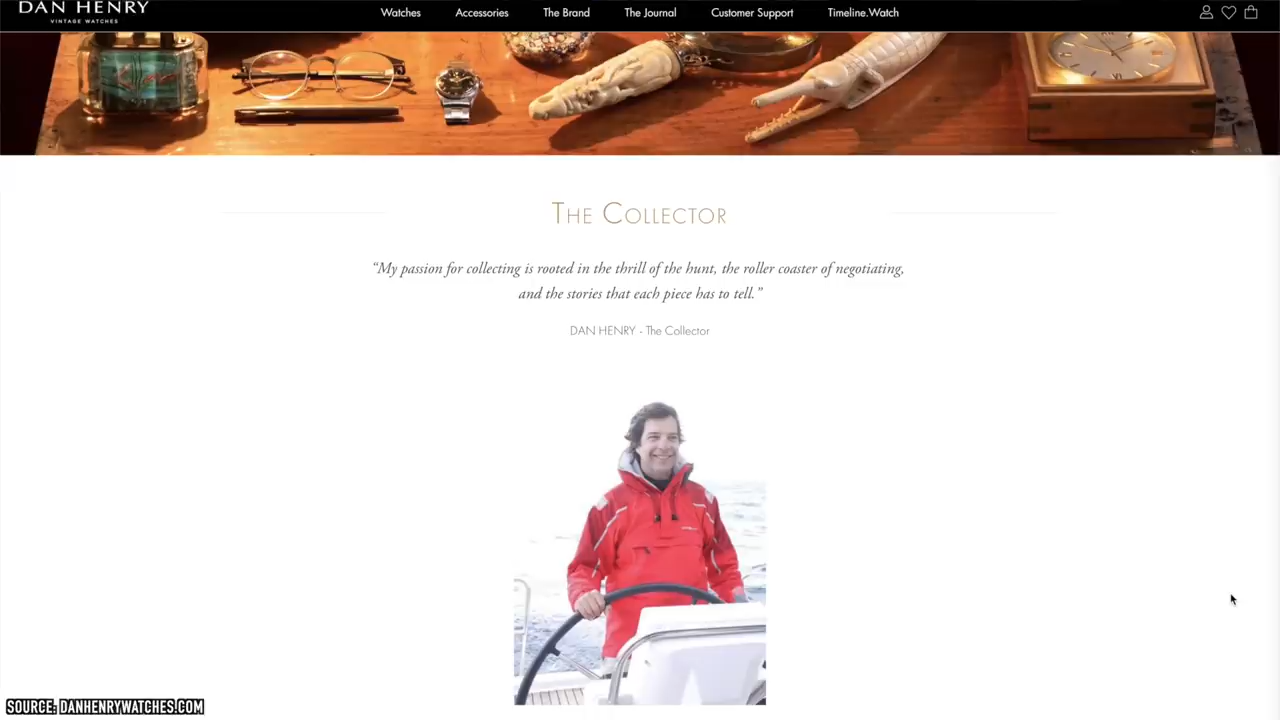 DAN HENRY
VINTAGE WATCHES
Watches Accessories The Brand The Journal Customer Support Timeline.Watch
THE COLLECTOR
“My passion for collecting is rooted in the thrill of the hunt, the roller coaster of negotiating,
and the stories that each piece has to tell.”
DAN HENRY - The Collector
SOURCE: DANHENRYWATCHES.COM